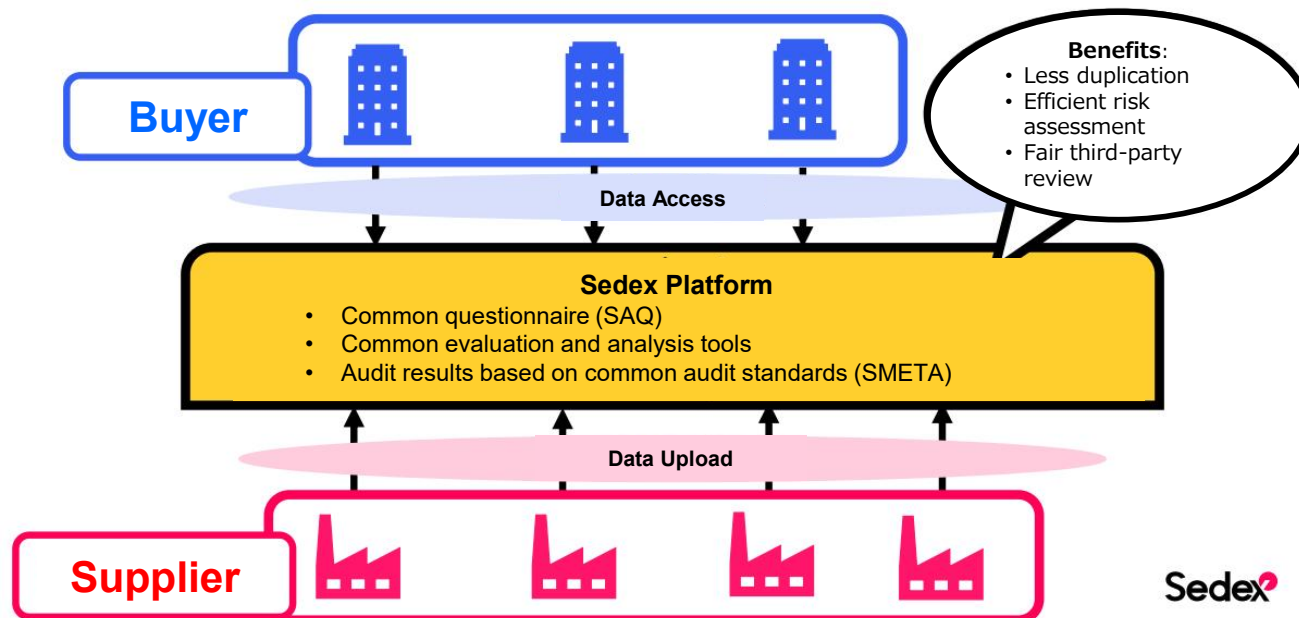 Buyer
Benefits:
• Less duplication
• Efficient risk
assessment
• Fair third-party
review
Data Access
Sedex Platform
• Common questionnaire (SAQ)
• Common evaluation and analysis tools
• Audit results based on common audit standards (SMETA)
Data Upload
Supplier
Sedex